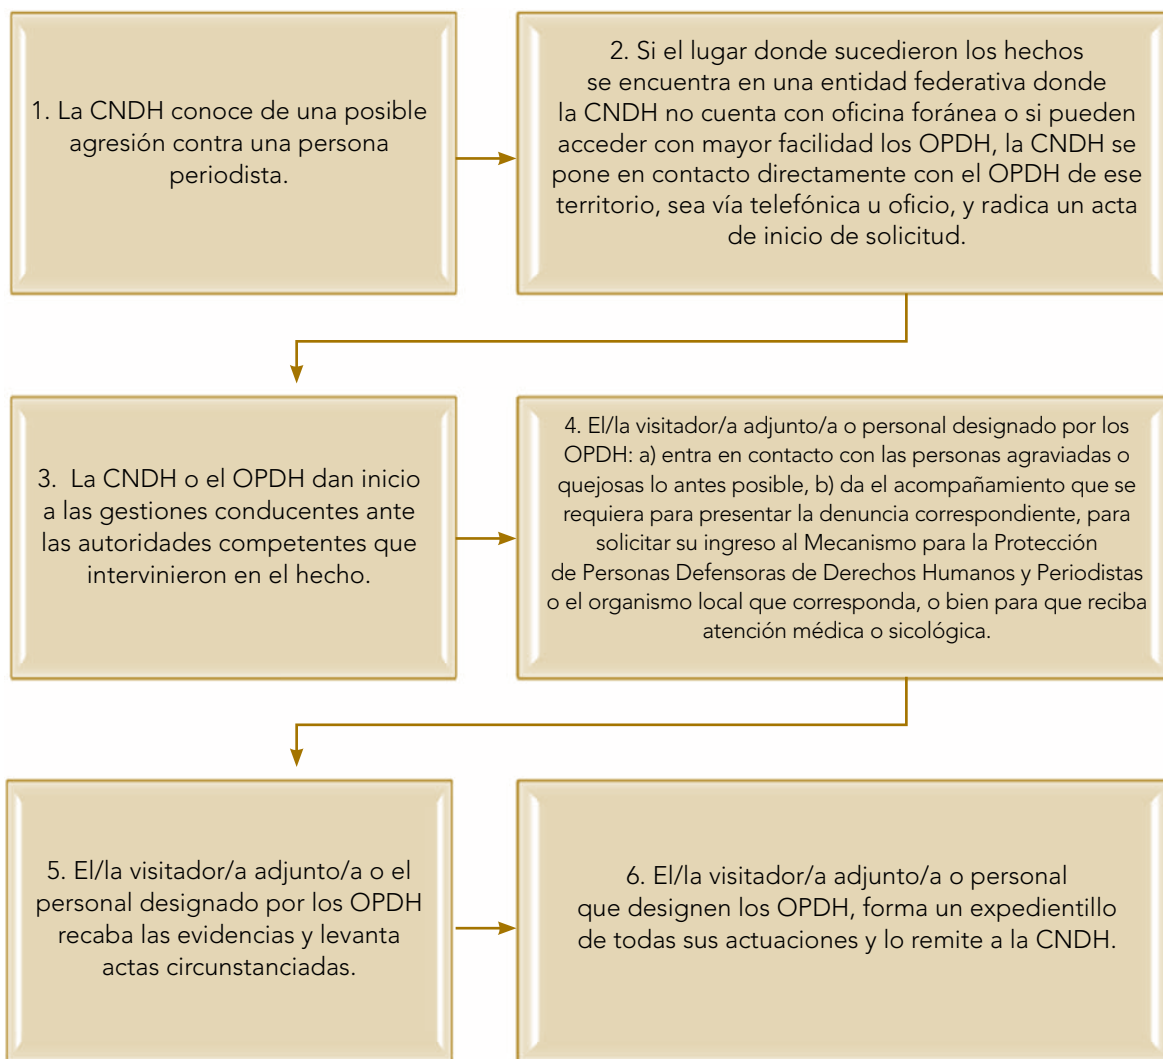 1. La CNDH conoce de una posible
agresión contra una persona
periodista.
2. Si el lugar donde sucedieron los hechos
se encuentra en una entidad federativa donde
la CNDH no cuenta con oficina foránea o si pueden
acceder con mayor facilidad los OPDH, la CNDH se
pone en contacto directamente con el OPDH de ese
territorio, sea vía telefónica u oficio, y radica un acta
de inicio de solicitud.
3. La CNDH o el OPDH dan inicio
a las gestiones conducentes ante
las autoridades competentes que
intervinieron en el hecho.
4. El/la visitador/a adjunto/a o personal designado por los
OPDH: a) entra en contacto con las personas agraviadas o
quejosas lo antes posible, b) da el acompañamiento que se
requiera para presentar la denuncia correspondiente, para
solicitar su ingreso al Mecanismo para la Protección
de Personas Defensoras de Derechos Humanos y Periodistas
o el organismo local que corresponda, o bien para que reciba
atención médica o sicológica.
5. El/la visitador/a adjunto/a o el
personal designado por los OPDH
recaba las evidencias y levanta
actas circunstanciadas.
6. El/la visitador/a adjunto/a o personal
que designen los OPDH, forma un expedientillo
de todas sus actuaciones y lo remite a la CNDH.